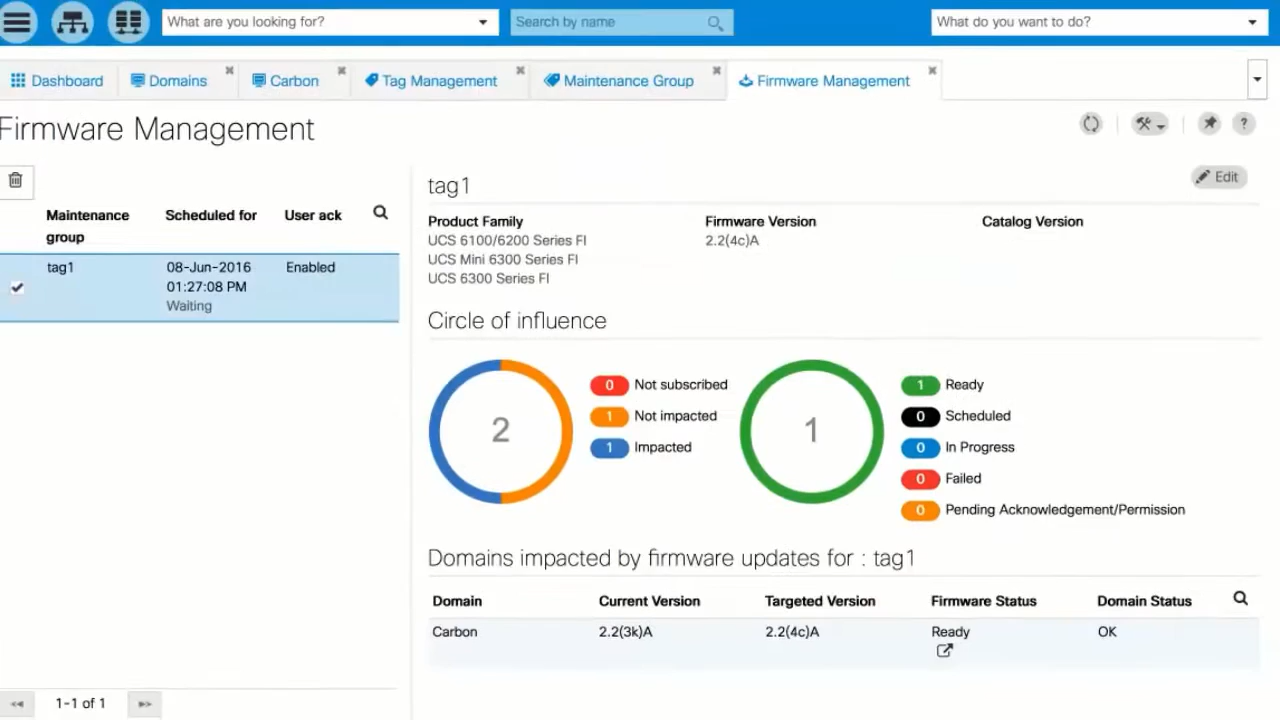 What are you looking for?
Search by name
What do you want to do?
Dashboard
Domains
Carbon
Tag Management
Maintenance Group
Firmware Management
Firmware Management
?
Maintenance group
Scheduled for
User ack
tag1
08-Jun-2016
01:27:08 PM
Waiting
Enabled
1-1 of 1
tag1
Edit
Product Family
UCS 6100/6200 Series FI
UCS Mini 6300 Series FI
UCS 6300 Series FI
Firmware Version
2.2(4c)A
Catalog Version
Circle of influence
2
0 Not subscribed
1 Not impacted
1 Impacted
1
1 Ready
0 Scheduled
0 In Progress
0 Failed
0 Pending Acknowledgement/Permission
Domains impacted by firmware updates for : tag1
Domain Current Version Targeted Version Firmware Status Domain Status
Carbon 2.2(3k)A 2.2(4c)A Ready OK